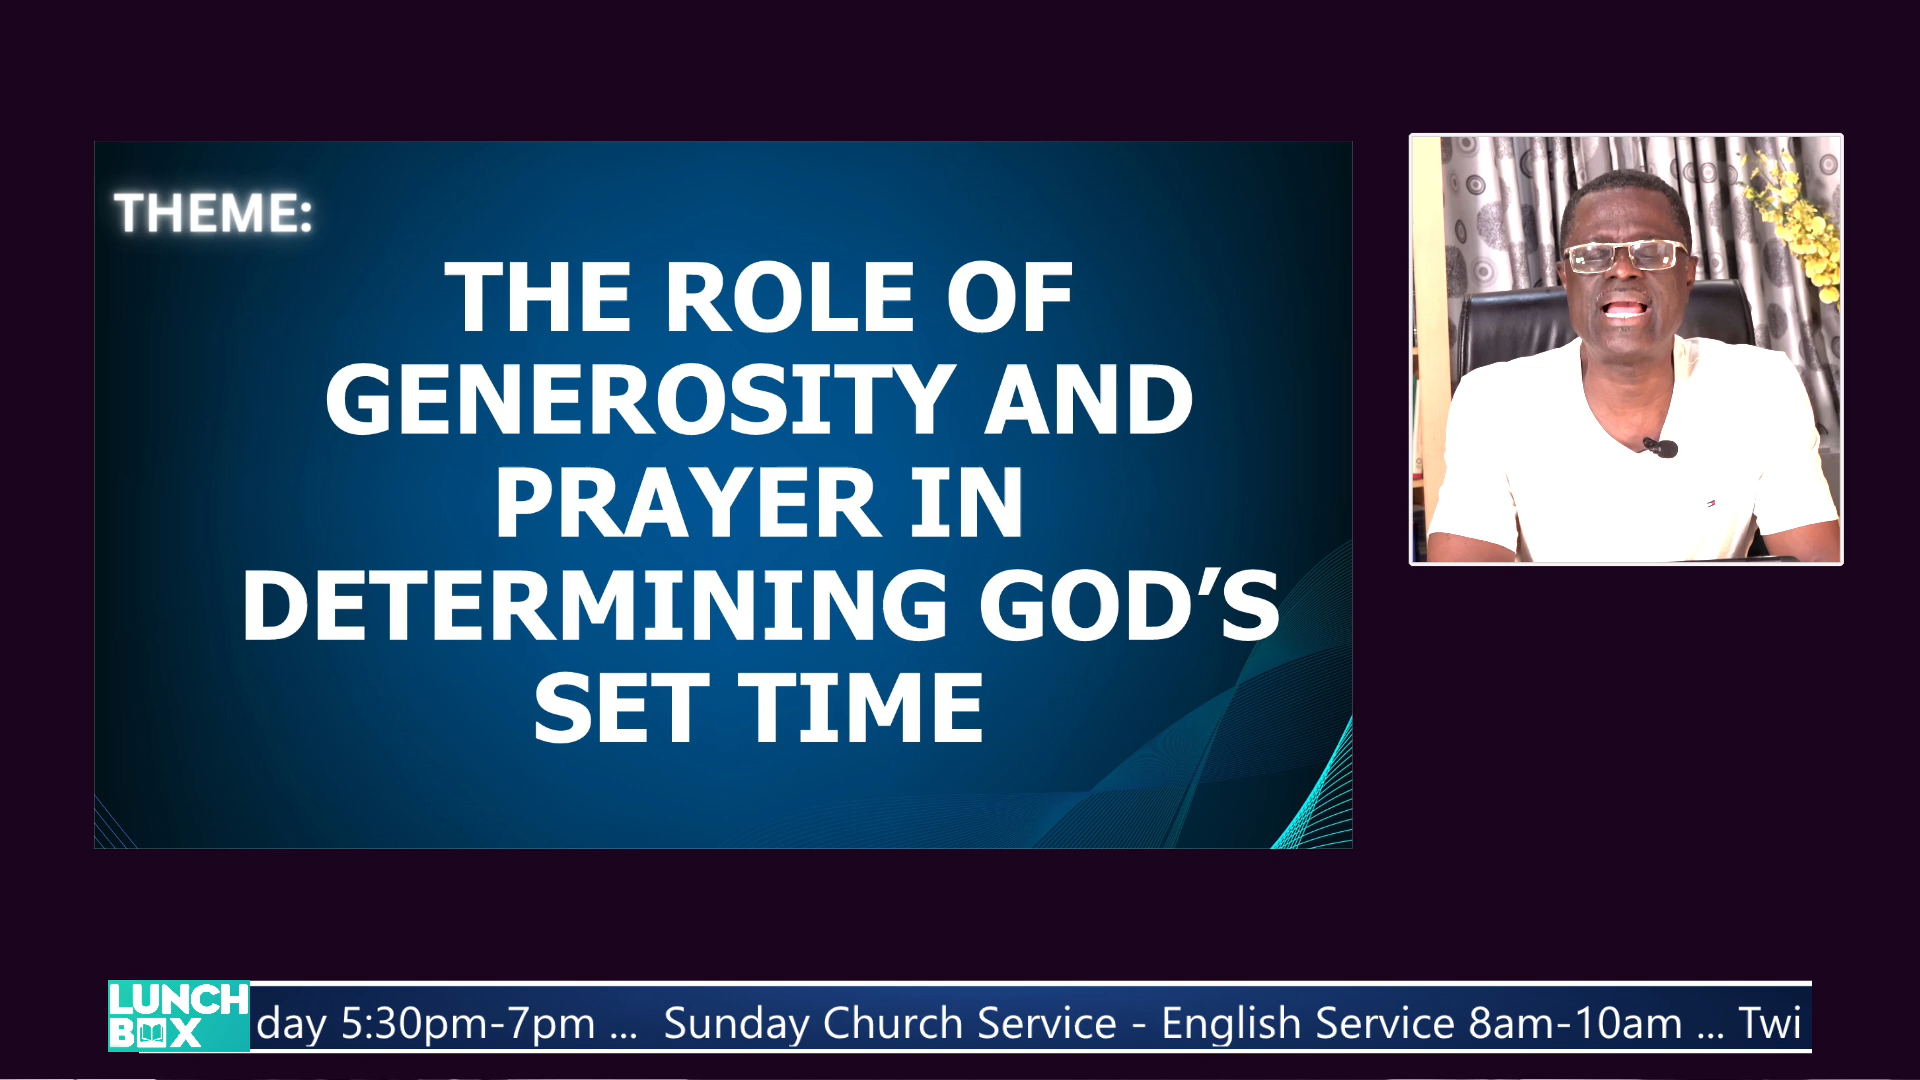 THEME:
THE ROLE OF
GENEROSITY AND
PRAYER IN
DETERMINING GOD’S
SET TIME
LUNCH
BOX
day 5:30pm-7pm ... Sunday Church Service - English Service 8am-10am ... Twi